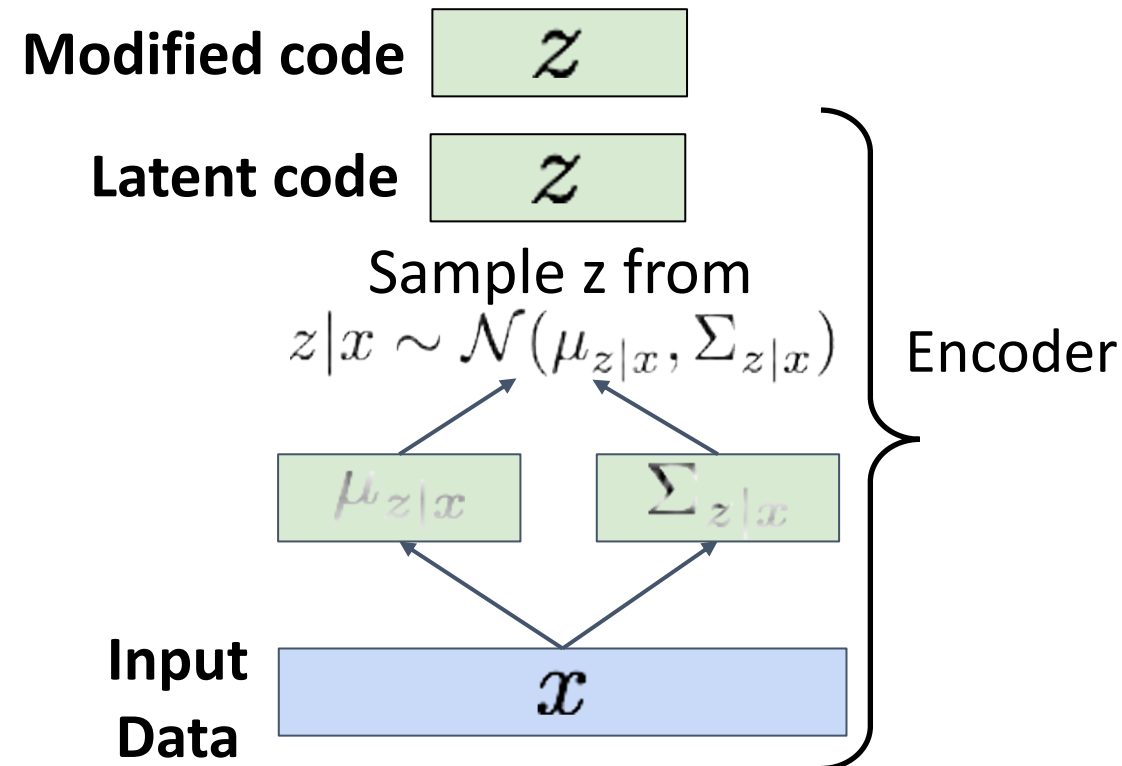 Modified code z
Latent code z
Sample z from
z|x ∼ 𝒩(μ_{z|x}, Σ_{z|x})
Encoder
μ_{z|x} Σ_{z|x}
Input
Data
x